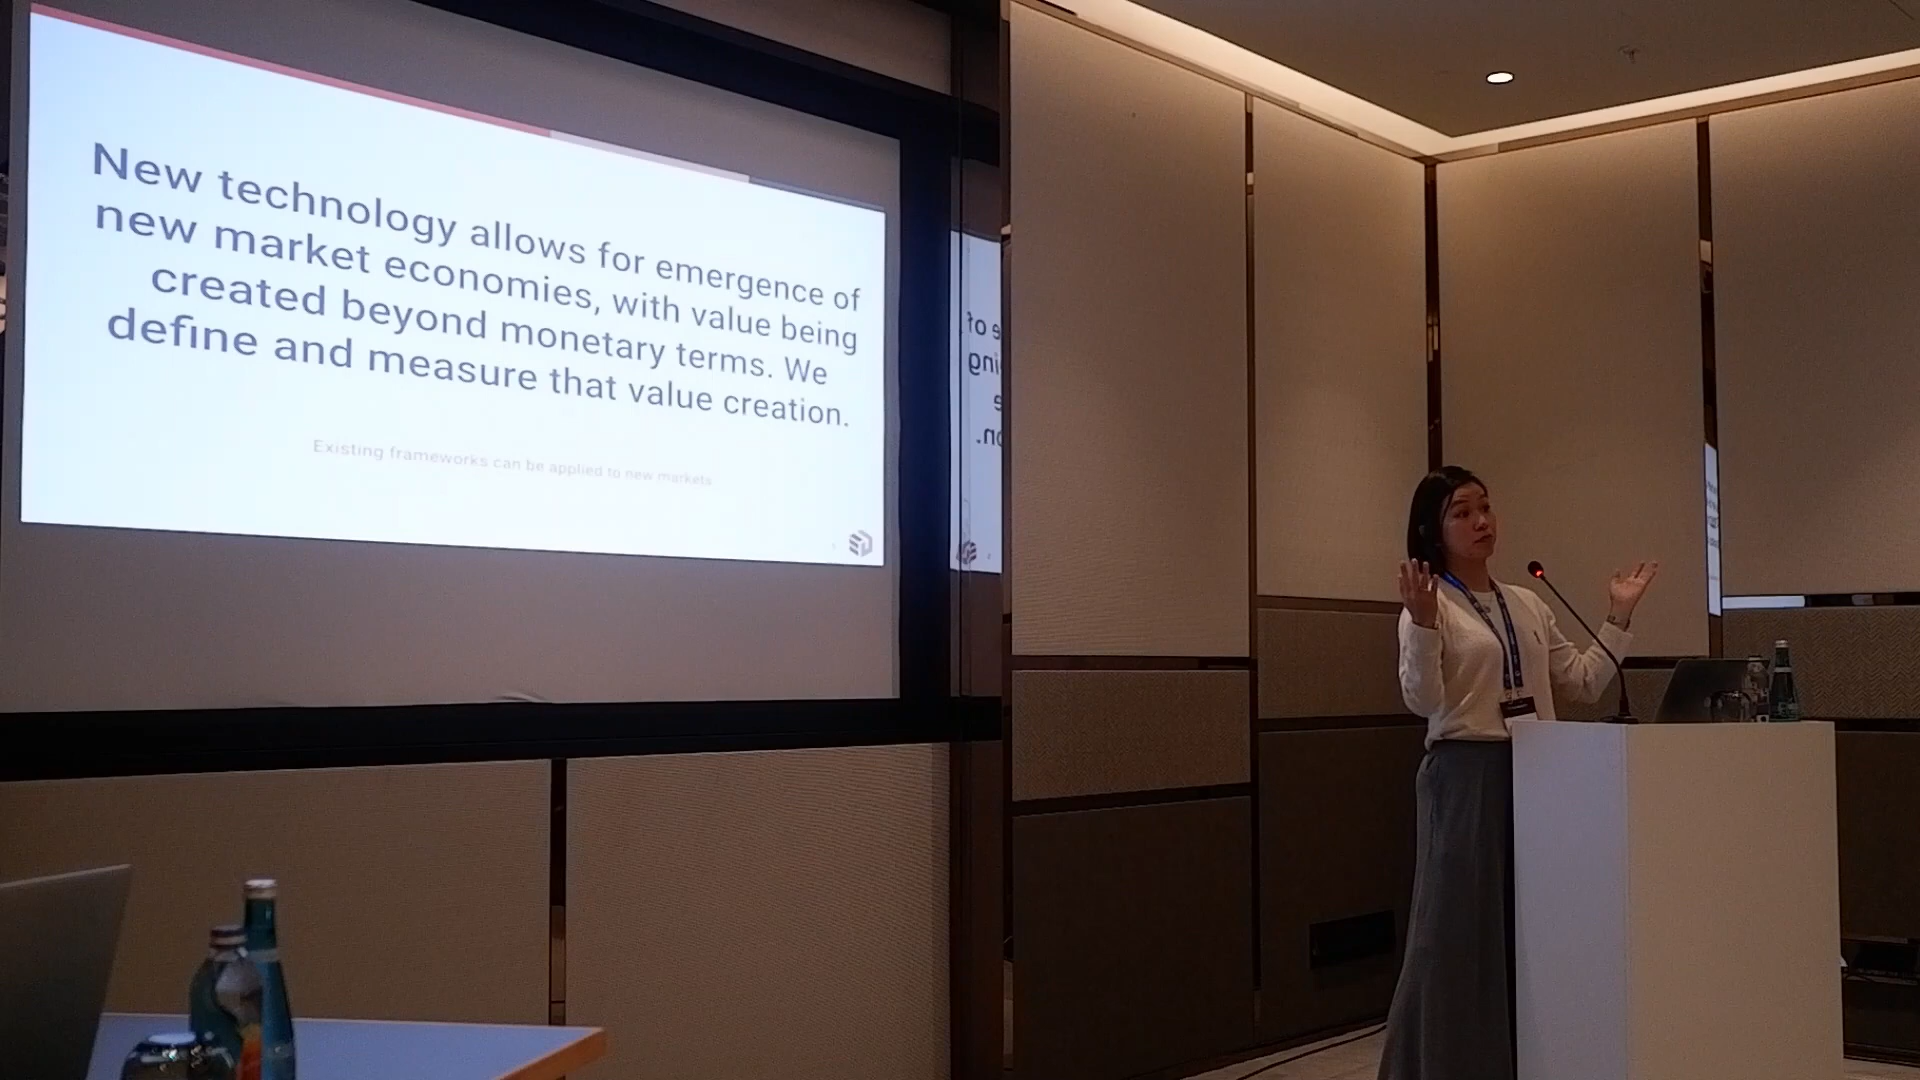 New technology allows for emergence of
new market economies, with value being
created beyond monetary terms. We
define and measure that value creation.
Existing frameworks can be applied to new markets